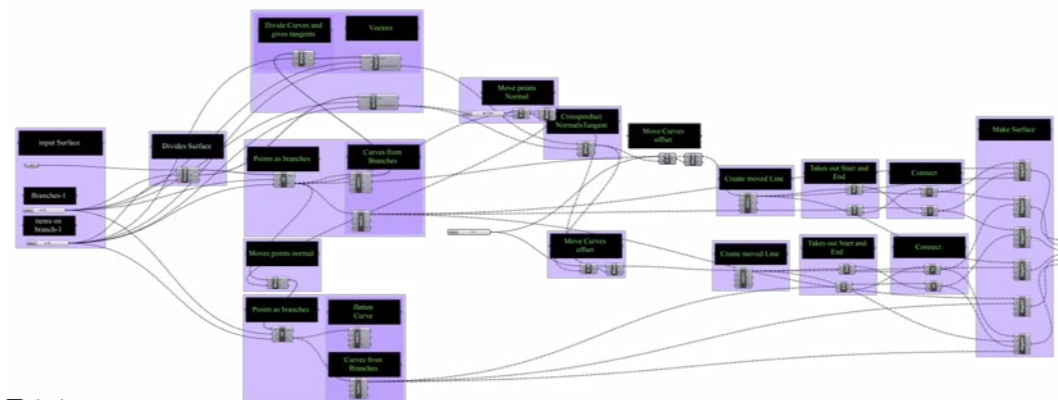 Divide Curves and
gives tangents
Vectors
Move points
Normal
Crossporduct
NormalxTangent
Move Curves
offset
input Surface
Divides Surface
Points as branches
Curves from
Branches
Make Surface
Create moved Line
Takes out Start and
End
Connect
Branches-1
items on
branch-1
Move Curves
offset
Create moved Line
Takes out Start and
End
Connect
Moves points normal
Points as branches
flatten
Curve
Curves from
Branches